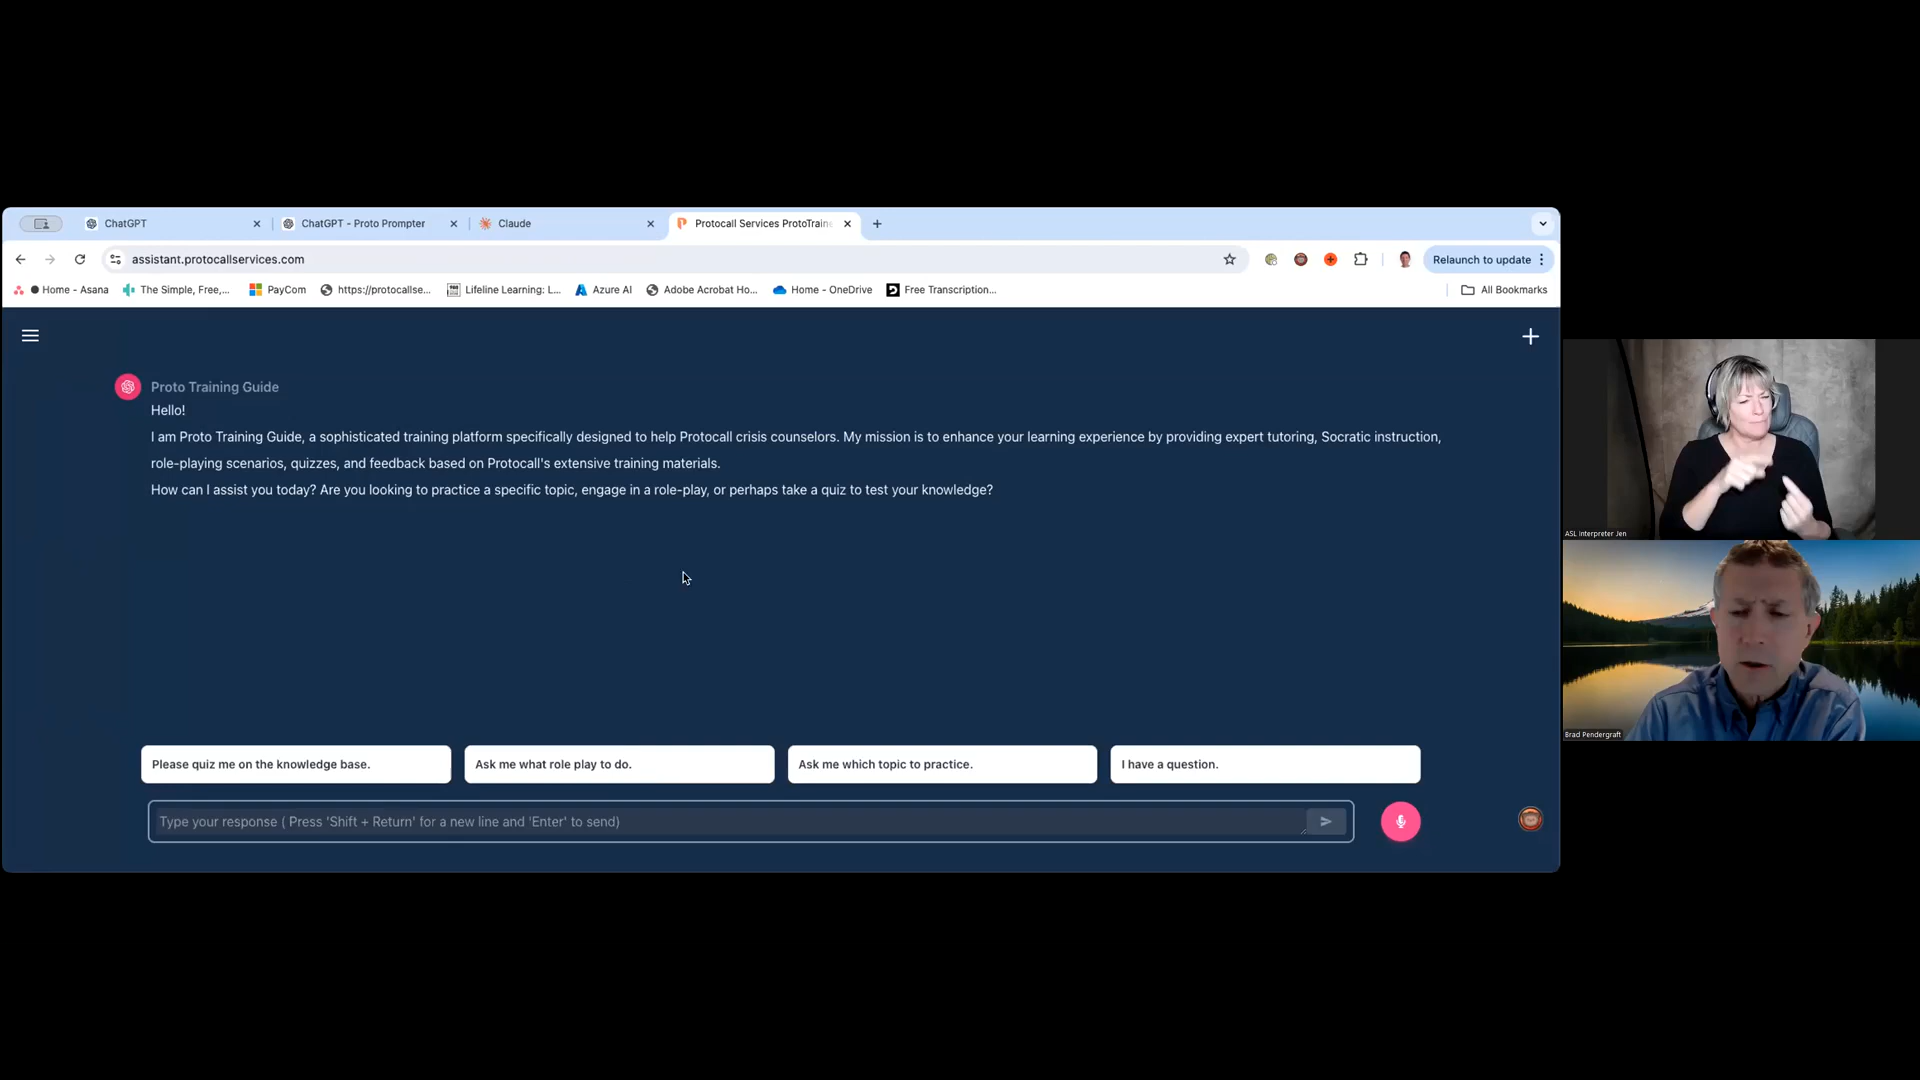 ChatGPT
ChatGPT - Proto Prompter
Claude
Protocall Services ProtoTraine
assistant.protocallservices.com
Relaunch to update
Home - Asana
The Simple, Free,...
PayCom
https://protocallse...
Lifeline Learning: L...
Azure AI
Adobe Acrobat Ho...
Home - OneDrive
Free Transcription...
All Bookmarks
Proto Training Guide
Hello!
I am Proto Training Guide, a sophisticated training platform specifically designed to help Protocall crisis counselors. My mission is to enhance your learning experience by providing expert tutoring, Socratic instruction,
role-playing scenarios, quizzes, and feedback based on Protocall's extensive training materials.
How can I assist you today? Are you looking to practice a specific topic, engage in a role-play, or perhaps take a quiz to test your knowledge?
Please quiz me on the knowledge base.
Ask me what role play to do.
Ask me which topic to practice.
I have a question.
Type your response ( Press 'Shift + Return' for a new line and 'Enter' to send)
ASL Interpreter Jen
Brad Pendergraft